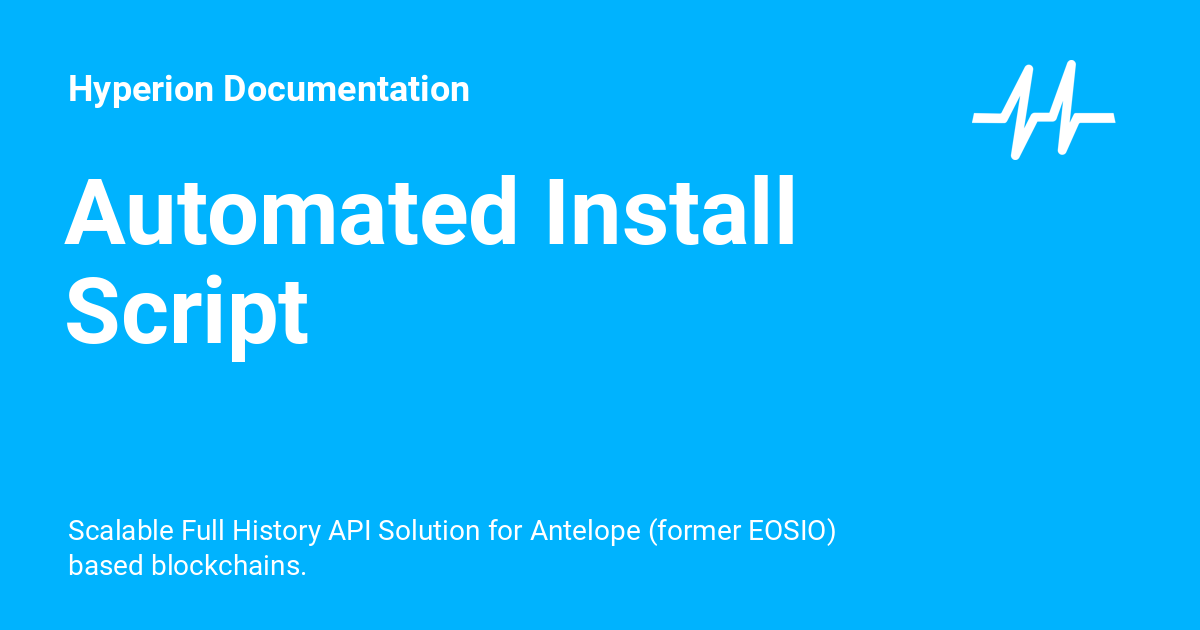 Hyperion Documentation
Automated Install
Script
Scalable Full History API Solution for Antelope (former EOSIO)
based blockchains.